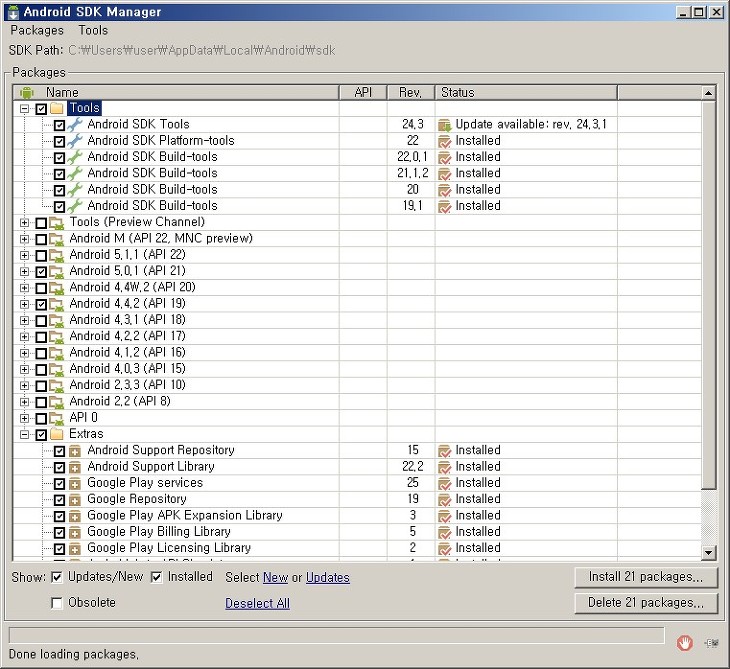 Android SDK Manager
Packages Tools
SDK Path: C:₩Users₩user₩AppData₩Local₩Android₩sdk
Packages
Name API Rev. Status
Tools
Android SDK Tools 24,3 Update available: rev, 24,3,1
Android SDK Platform-tools 22 Installed
Android SDK Build-tools 22,0,1 Installed
Android SDK Build-tools 21,1,2 Installed
Android SDK Build-tools 20 Installed
Android SDK Build-tools 19,1 Installed
Tools (Preview Channel)
Android M (API 22, MNC preview)
Android 5,1,1 (API 22)
Android 5,0,1 (API 21)
Android 4,4W,2 (API 20)
Android 4,4,2 (API 19)
Android 4,3,1 (API 18)
Android 4,2,2 (API 17)
Android 4,1,2 (API 16)
Android 4,0,3 (API 15)
Android 2,3,3 (API 10)
Android 2,2 (API 8)
API 0
Extras
Android Support Repository 15 Installed
Android Support Library 22,2 Installed
Google Play services 25 Installed
Google Repository 19 Installed
Google Play APK Expansion Library 3 Installed
Google Play Billing Library 5 Installed
Google Play Licensing Library 2 Installed
Show: Updates/New Installed Select New or Updates Install 21 packages,,,
Obsolete Deselect All Delete 21 packages,,,
Done loading packages,